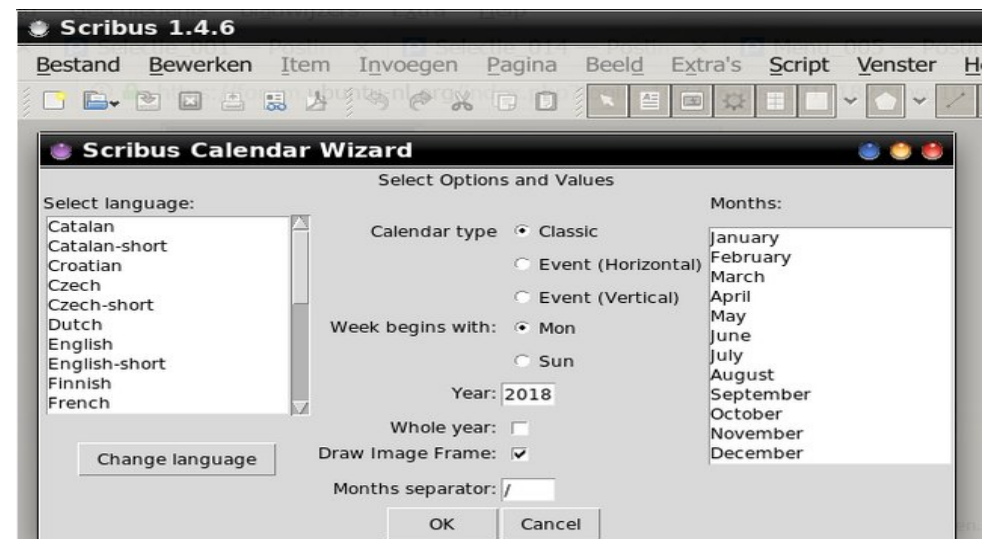 Scribus 1.4.6
Bestand Bewerken Item Invoegen Pagina Beeld Extra's Script Venster
Scribus Calendar Wizard
Select Options and Values
Select language:
Catalan
Catalan-short
Croatian
Czech
Czech-short
Dutch
English
English-short
Finnish
French
Change language
Calendar type
Classic
Event (Horizontal)
Event (Vertical)
Week begins with:
Mon
Sun
Year: 2018
Whole year:
Draw Image Frame:
Months separator: /
OK Cancel
Months:
January
February
March
April
May
June
July
August
September
October
November
December